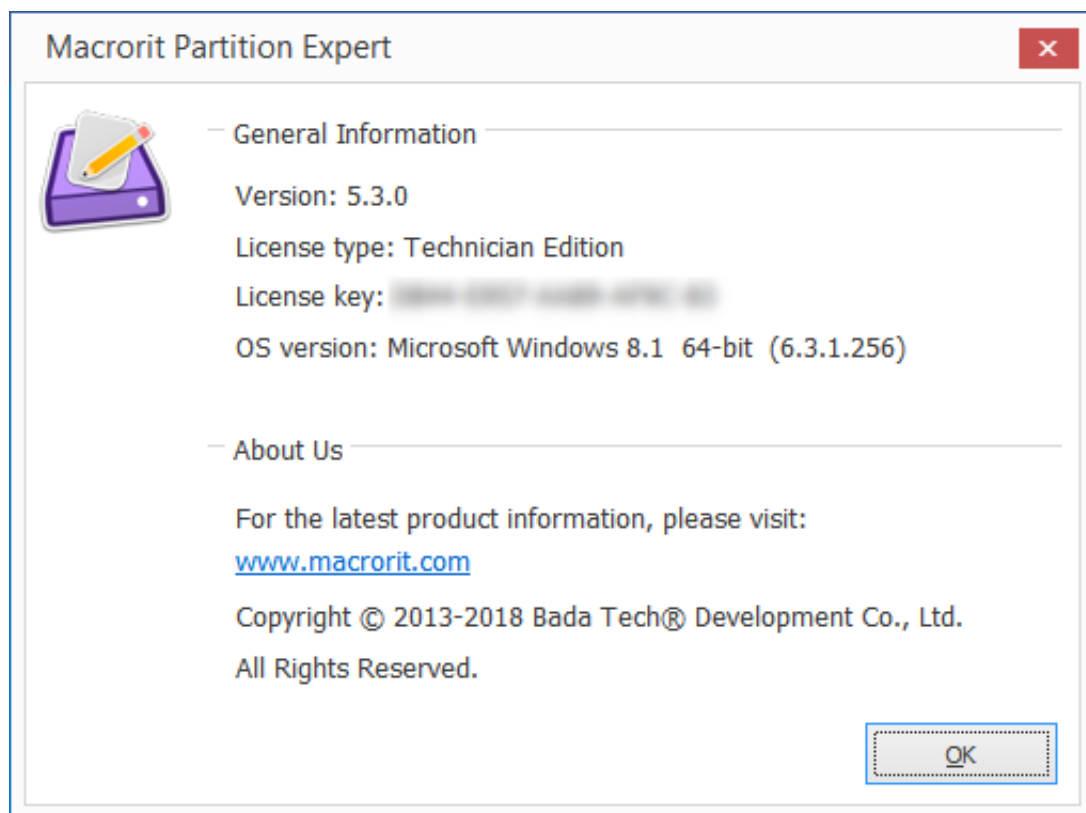 Macrorit Partition Expert
General Information
Version: 5.3.0
License type: Technician Edition
License key:
OS version: Microsoft Windows 8.1 64-bit (6.3.1.256)
About Us
For the latest product information, please visit:
www.macrorit.com
Copyright © 2013-2018 Bada Tech® Development Co., Ltd.
All Rights Reserved.
OK